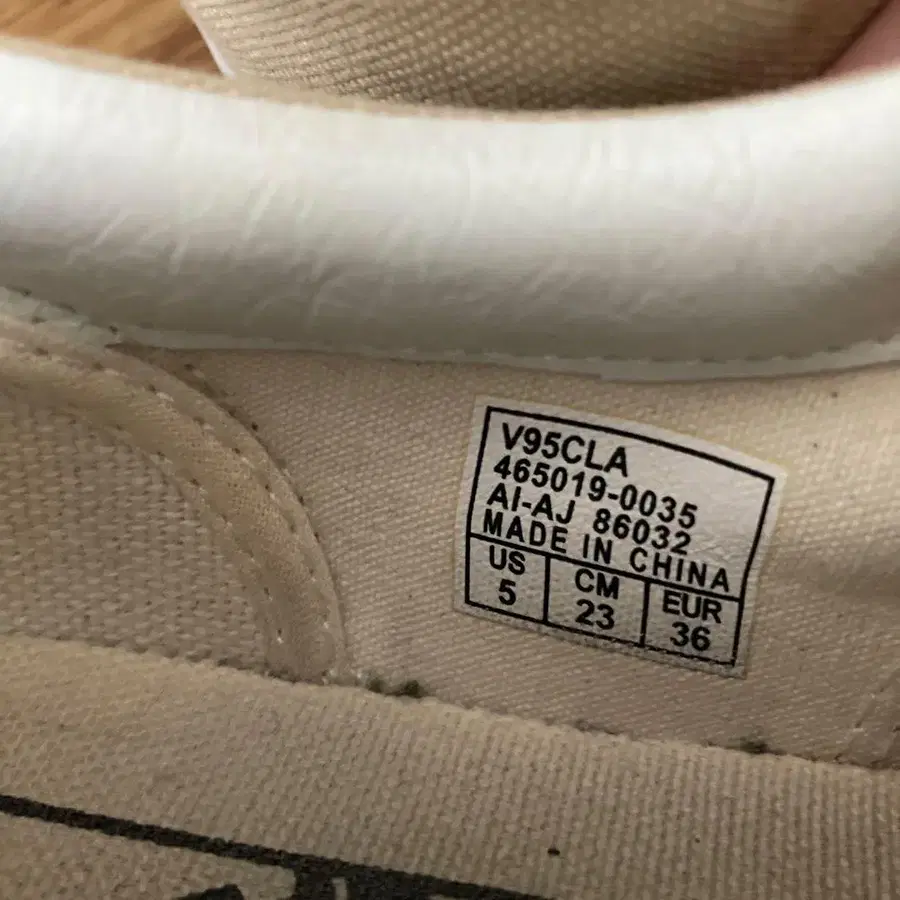 V95CLA
465019-0035
AI-AJ 86032
MADE IN CHINA
US CM EUR
5 23 36